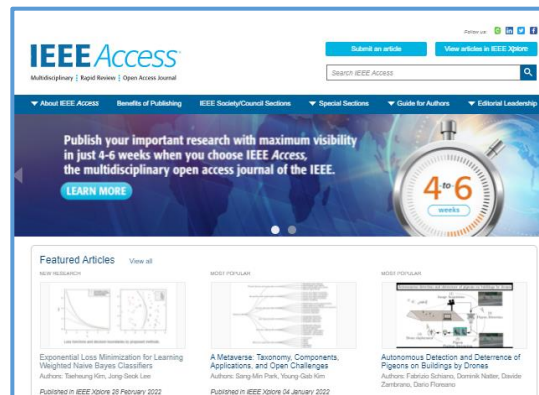 Follow us:
IEEE Access
Multidisciplinary | Rapid Review | Open Access Journal
Submit an article
View articles in IEEE Xplore
Search IEEE Access
About IEEE Access
Benefits of Publishing
IEEE Society/Council Sections
Special Sections
Guide for Authors
Editorial Leadership
Publish your important research with maximum visibility
in just 4-6 weeks when you choose IEEE Access,
the multidisciplinary open access journal of the IEEE.
LEARN MORE
4-to-6
weeks
Featured Articles View all
NEW RESEARCH
Exponential Loss Minimization for Learning
Weighted Naive Bayes Classifiers
Authors: Taeheung Kim, Jong-Seok Lee
Published in IEEE Xplore 25 February 2022
MOST POPULAR
A Metaverse: Taxonomy, Components,
Applications, and Open Challenges
Authors: Sang-Min Park, Young-Gab Kim
Published in IEEE Xplore 04 January 2022
MOST POPULAR
Autonomous Detection and Deterrence of
Pigeons on Buildings by Drones
Authors: Fabrizio Schiano, Dominik Natter, Davide
Zambrano, Dario Floreano